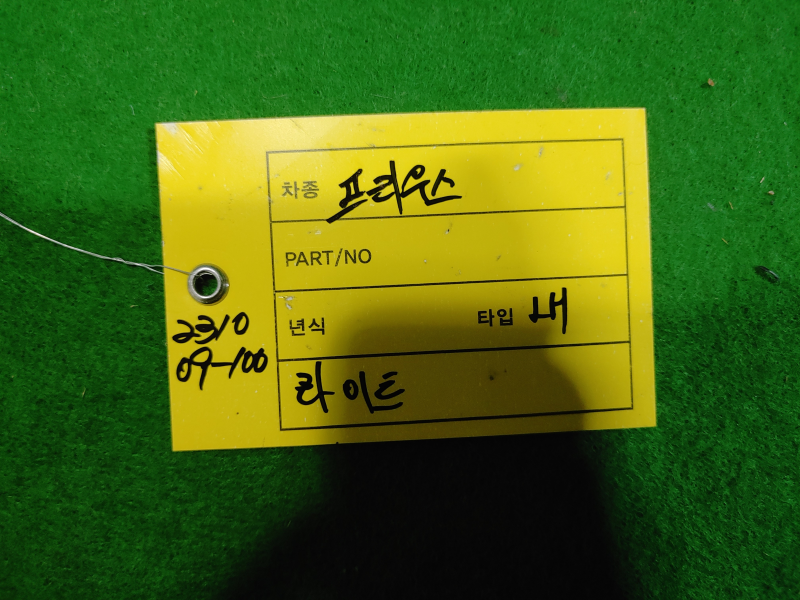 차종 프리우스
PART/NO
년식 타입 내
라이트
2310
09-100